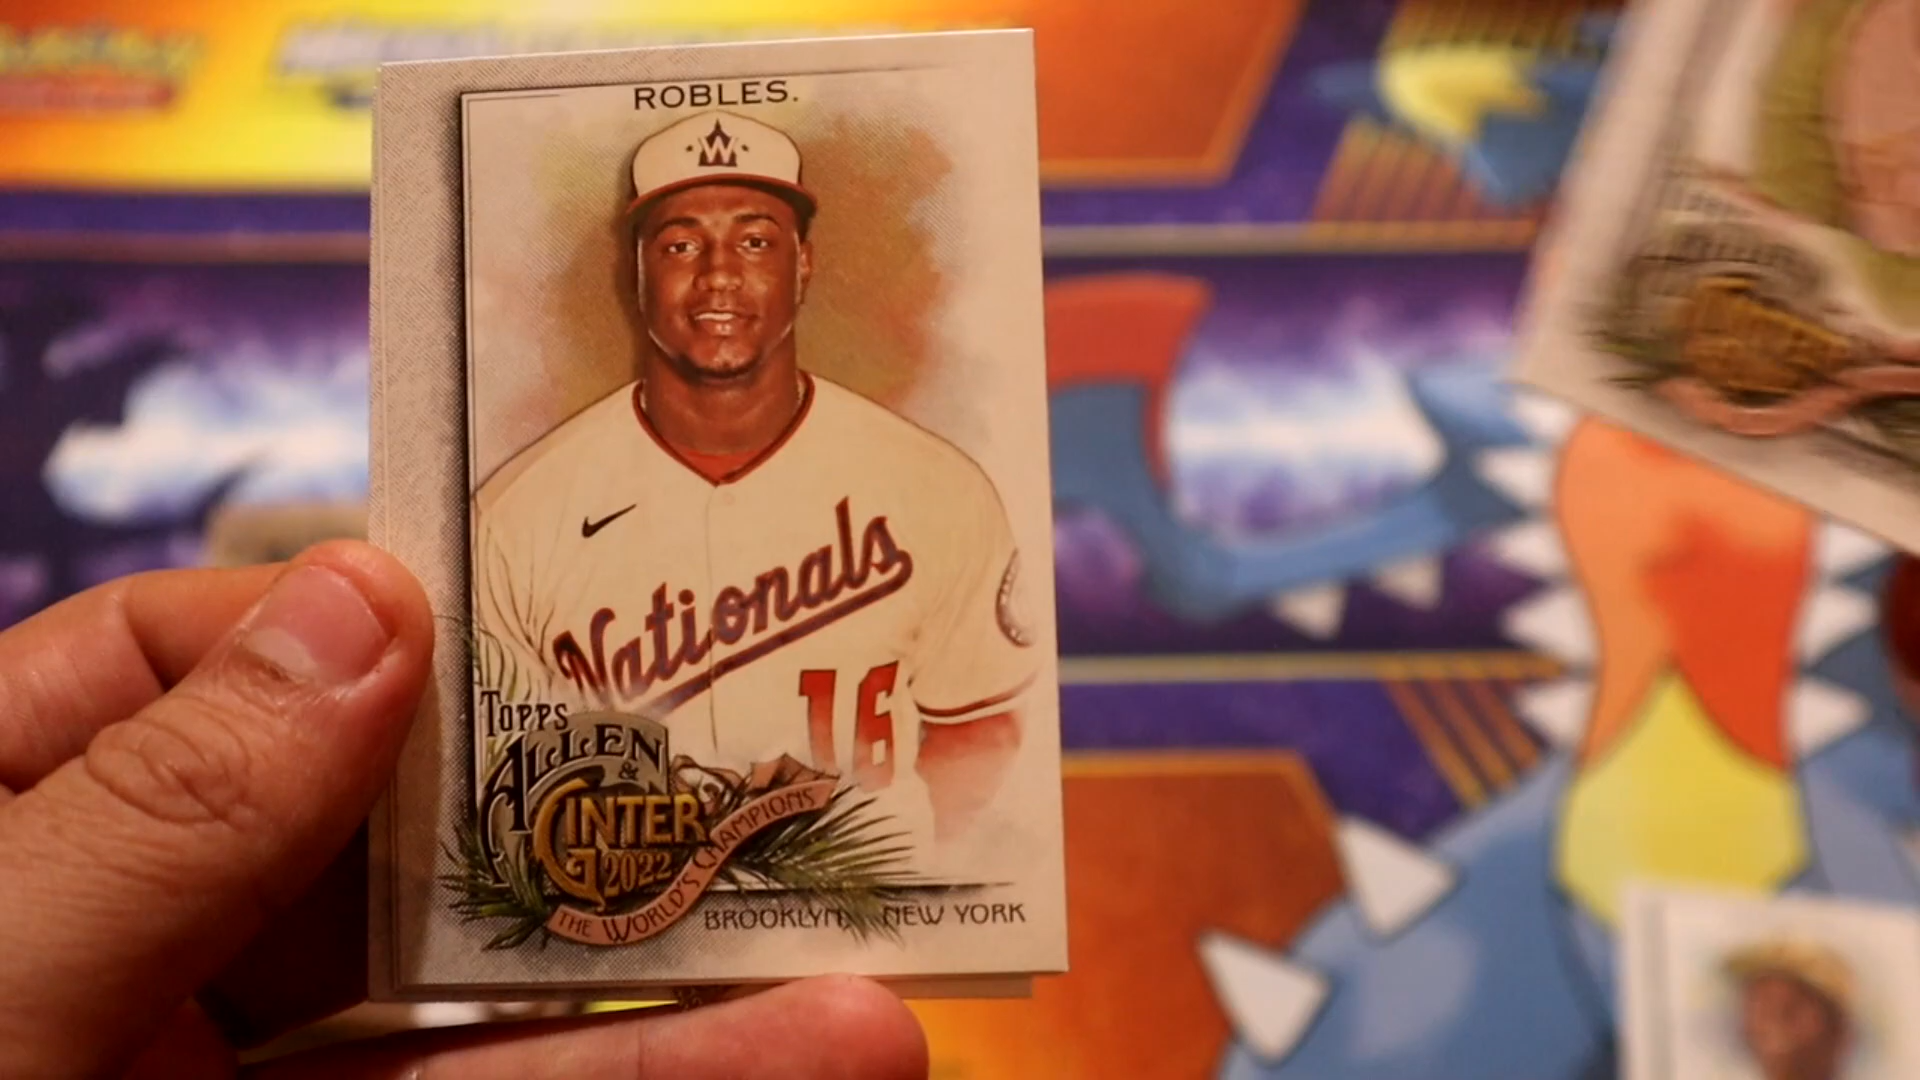 ROBLES.
W
Nationals
16
TOPPS
ALLEN
&
GINTER
2022
THE WORLD'S CHAMPIONS
BROOKLYN, NEW YORK